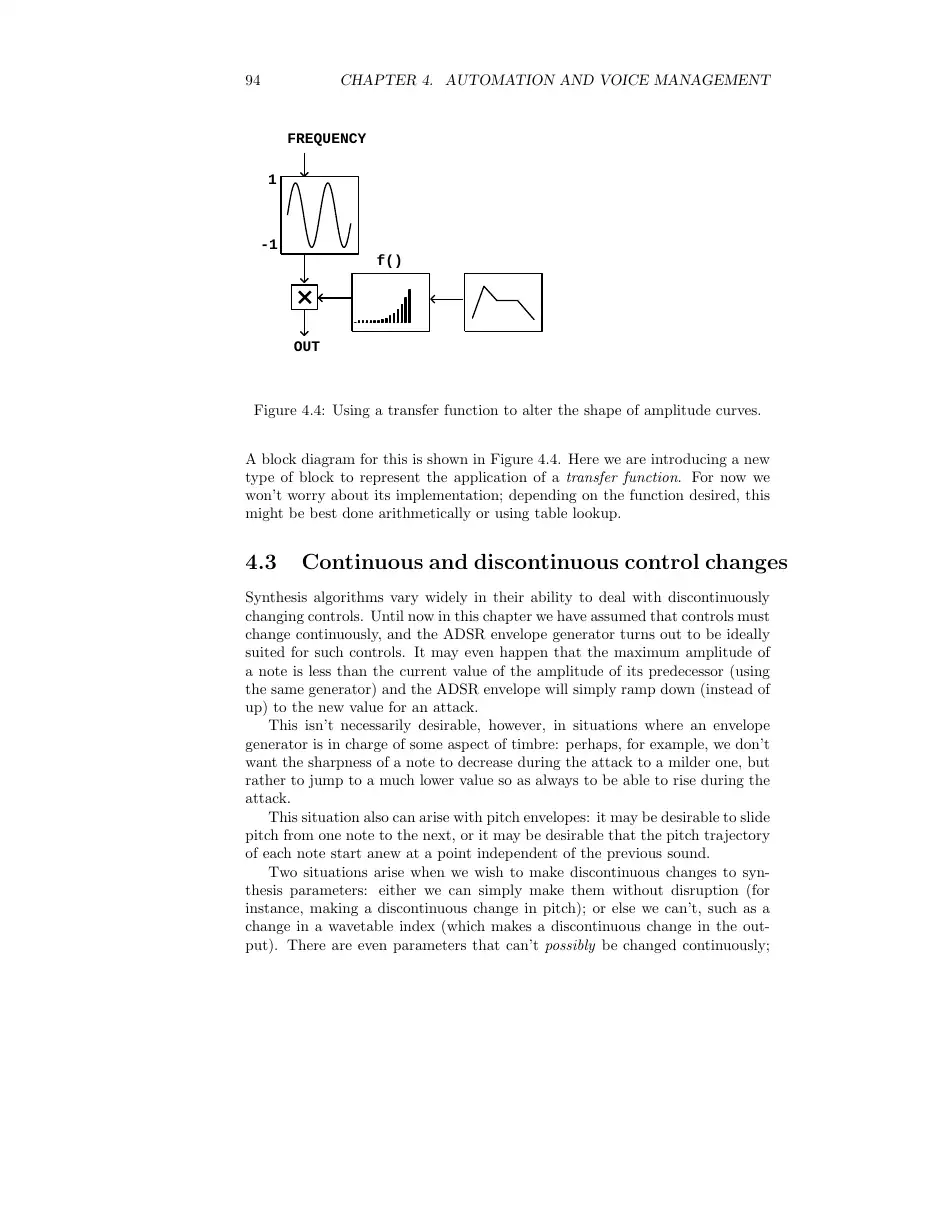 94 CHAPTER 4. AUTOMATION AND VOICE MANAGEMENT
FREQUENCY
1
-1
f()
OUT
Figure 4.4: Using a transfer function to alter the shape of amplitude curves.
A block diagram for this is shown in Figure 4.4. Here we are introducing a new
type of block to represent the application of a transfer function. For now we
won't worry about its implementation; depending on the function desired, this
might be best done arithmetically or using table lookup.
4.3 Continuous and discontinuous control changes
Synthesis algorithms vary widely in their ability to deal with discontinuously
changing controls. Until now in this chapter we have assumed that controls must
change continuously, and the ADSR envelope generator turns out to be ideally
suited for such controls. It may even happen that the maximum amplitude of
a note is less than the current value of the amplitude of its predecessor (using
the same generator) and the ADSR envelope will simply ramp down (instead of
up) to the new value for an attack.
This isn't necessarily desirable, however, in situations where an envelope
generator is in charge of some aspect of timbre: perhaps, for example, we don't
want the sharpness of a note to decrease during the attack to a milder one, but
rather to jump to a much lower value so as always to be able to rise during the
attack.
This situation also can arise with pitch envelopes: it may be desirable to slide
pitch from one note to the next, or it may be desirable that the pitch trajectory
of each note start anew at a point independent of the previous sound.
Two situations arise when we wish to make discontinuous changes to syn-
thesis parameters: either we can simply make them without disruption (for
instance, making a discontinuous change in pitch); or else we can't, such as a
change in a wavetable index (which makes a discontinuous change in the out-
put). There are even parameters that can't possibly be changed continuously;